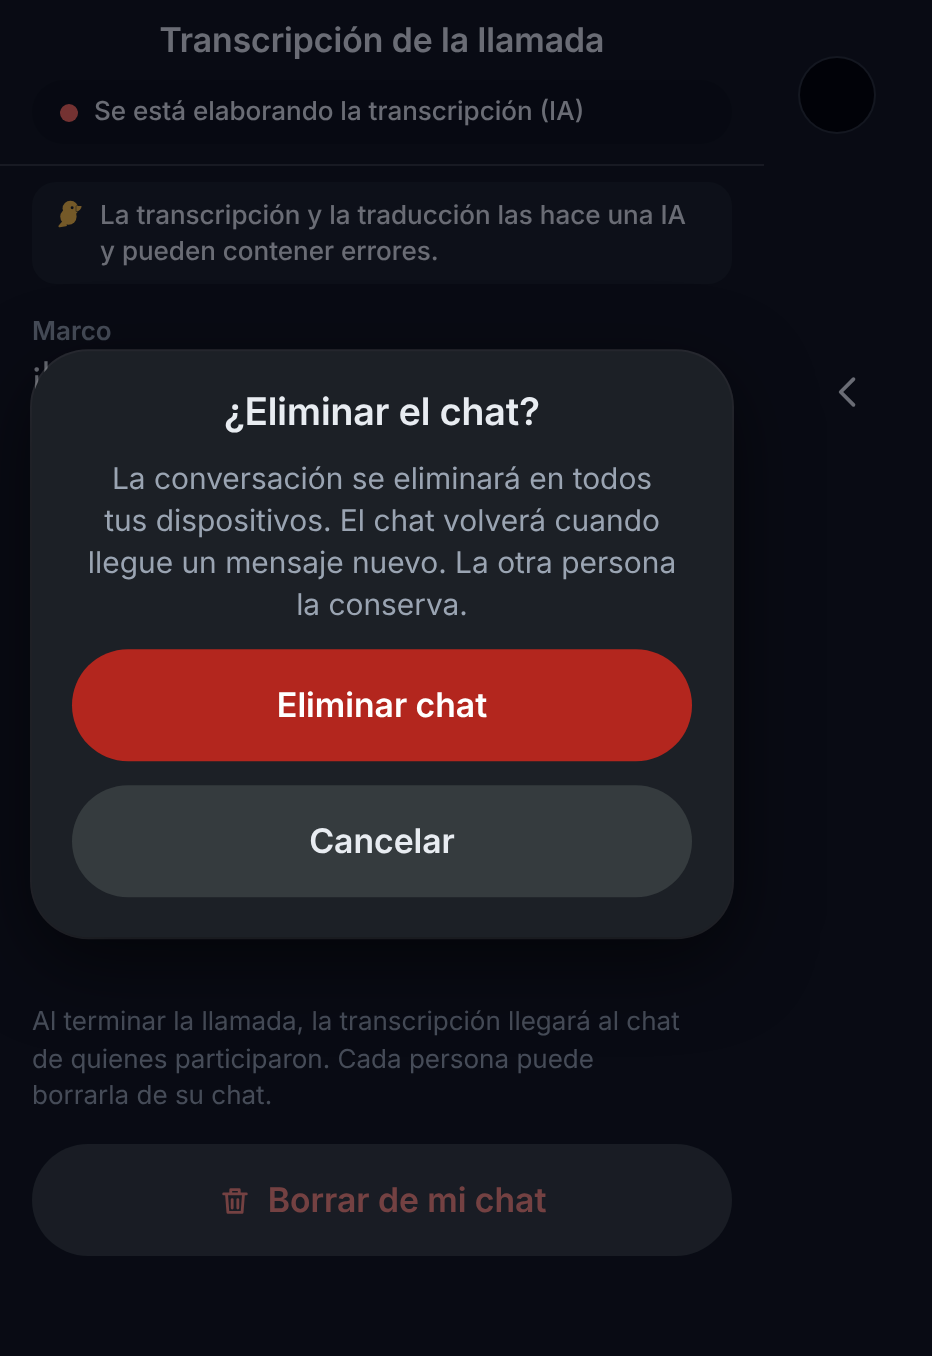 Transcripción de la llamada
Se está elaborando la transcripción (IA)
La transcripción y la traducción las hace una IA
y pueden contener errores.
Marco
¿Eliminar el chat?
La conversación se eliminará en todos
tus dispositivos. El chat volverá cuando
llegue un mensaje nuevo. La otra persona
la conserva.
Eliminar chat
Cancelar
Al terminar la llamada, la transcripción llegará al chat
de quienes participaron. Cada persona puede
borrarla de su chat.
Borrar de mi chat